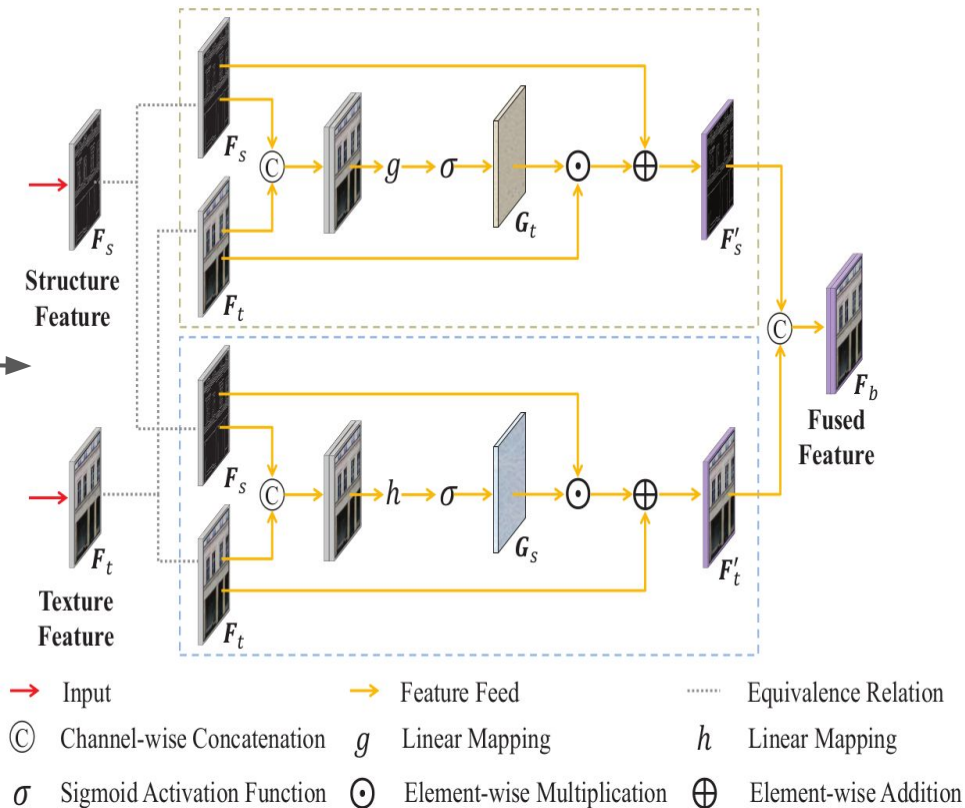 F_s
Structure
Feature
F_t
Texture
Feature
F_s
C
g
σ
G_t
F'_s
F_t
F_s
C
h
σ
G_s
F'_t
F_t
C
F_b
Fused
Feature
Input
Feature Feed
Equivalence Relation
C Channel-wise Concatenation
g Linear Mapping
h Linear Mapping
σ Sigmoid Activation Function
⊙ Element-wise Multiplication
⊕ Element-wise Addition